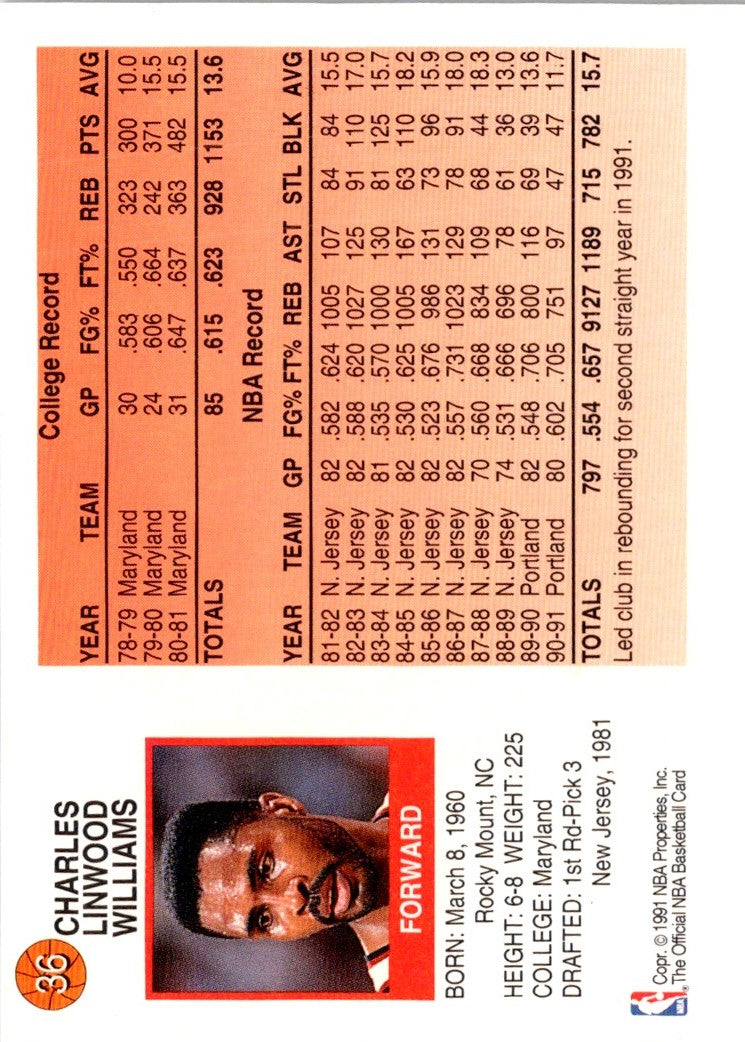 36
CHARLES
LINWOOD
WILLIAMS
FORWARD
BORN: March 8, 1960
Rocky Mount, NC
HEIGHT: 6-8 WEIGHT: 225
COLLEGE: Maryland
DRAFTED: 1st Rd-Pick 3
New Jersey, 1981
NBA
Copr. © 1991 NBA Properties, Inc.
The Official NBA Basketball Card
College Record
YEAR TEAM GP FG% FT% REB PTS AVG
78-79 Maryland 30 .583 .550 323 300 10.0
79-80 Maryland 24 .606 .664 242 371 15.5
80-81 Maryland 31 .647 .637 363 482 15.5
TOTALS 85 .615 .623 928 1153 13.6
NBA Record
YEAR TEAM GP FG% FT% REB AST STL BLK AVG
81-82 N. Jersey 82 .582 .624 1005 107 84 84 15.5
82-83 N. Jersey 82 .588 .620 1027 125 91 110 17.0
83-84 N. Jersey 81 .535 .570 1000 130 81 125 15.7
84-85 N. Jersey 82 .530 .625 1005 167 63 110 18.2
85-86 N. Jersey 82 .523 .676 986 131 73 96 15.9
86-87 N. Jersey 82 .557 .731 1023 129 78 91 18.0
87-88 N. Jersey 70 .560 .668 834 109 68 44 18.3
88-89 N. Jersey 74 .531 .666 696 78 61 36 13.0
89-90 Portland 82 .548 .706 800 116 69 39 13.6
90-91 Portland 80 .602 .705 751 97 47 47 11.7
TOTALS 797 .554 .657 9127 1189 715 782 15.7
Led club in rebounding for second straight year in 1991.